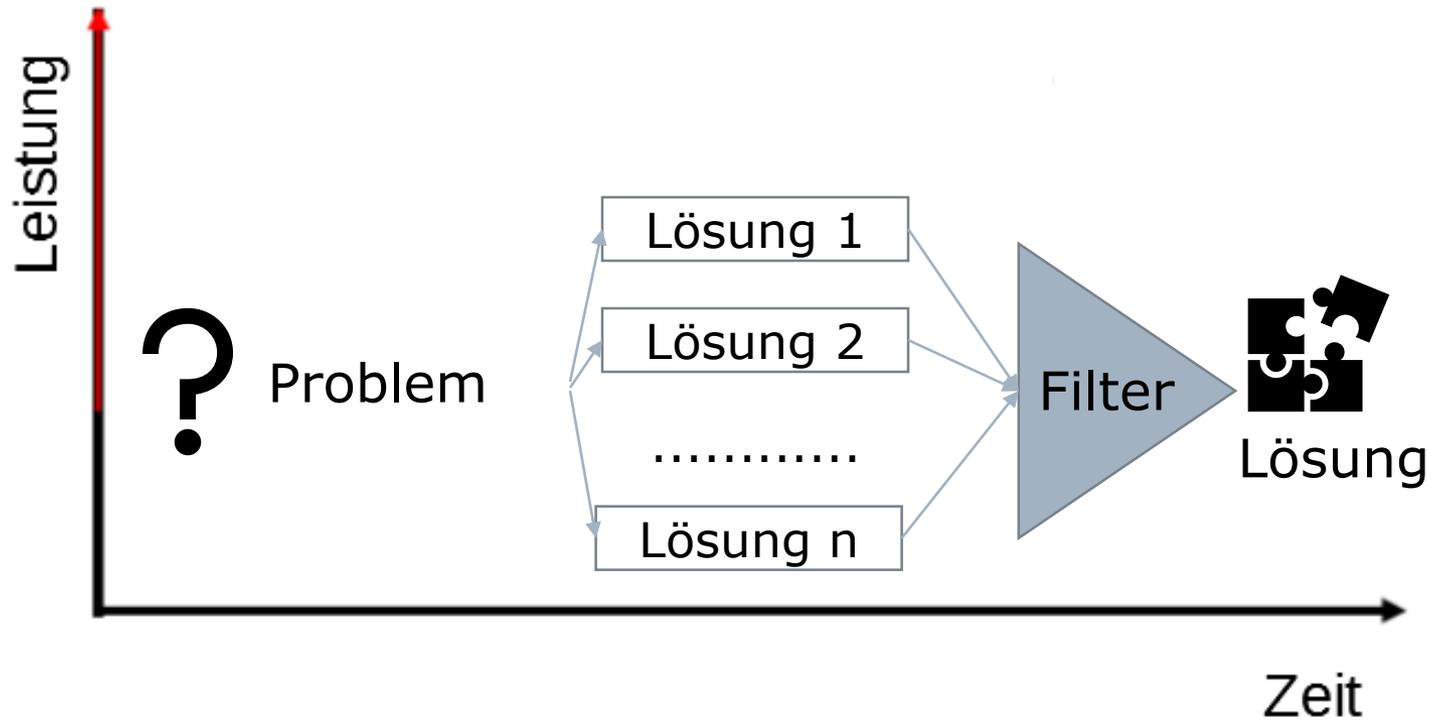 Leistung
Lösung 1
Lösung 2
Problem
Filter
............
Lösung
Lösung n
Zeit